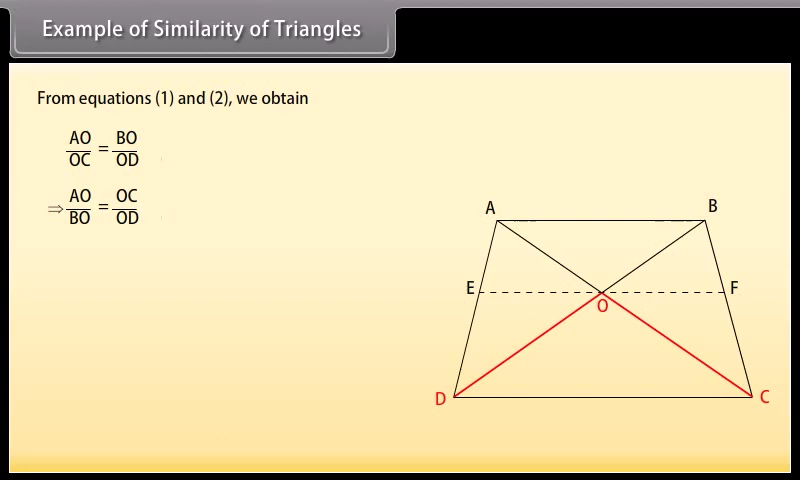 Example of Similarity of Triangles
From equations (1) and (2), we obtain
AO/OC = BO/OD
⇒ AO/BO = OC/OD
A B
E F
O
D C